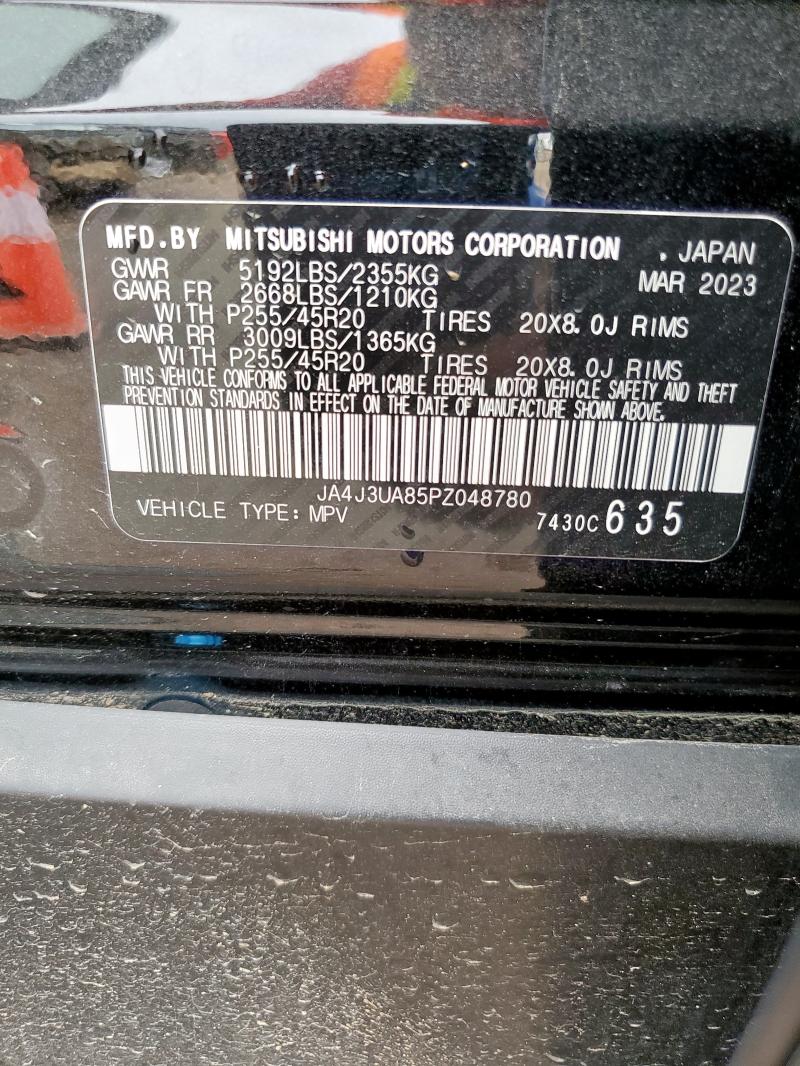 MFD.BY MITSUBISHI MOTORS CORPORATION , JAPAN
GVWR 5192LBS/2355KG MAR 2023
GAWR FR 2668LBS/1210KG
WITH P255/45R20 TIRES 20X8.0J RIMS
GAWR RR 3009LBS/1365KG
WITH P255/45R20 TIRES 20X8.0J RIMS
THIS VEHICLE CONFORMS TO ALL APPLICABLE FEDERAL MOTOR VEHICLE SAFETY AND THEFT
PREVENTION STANDARDS IN EFFECT ON THE DATE OF MANUFACTURE SHOWN ABOVE.
JA4J3UA85PZ048780
VEHICLE TYPE: MPV 7430C 635